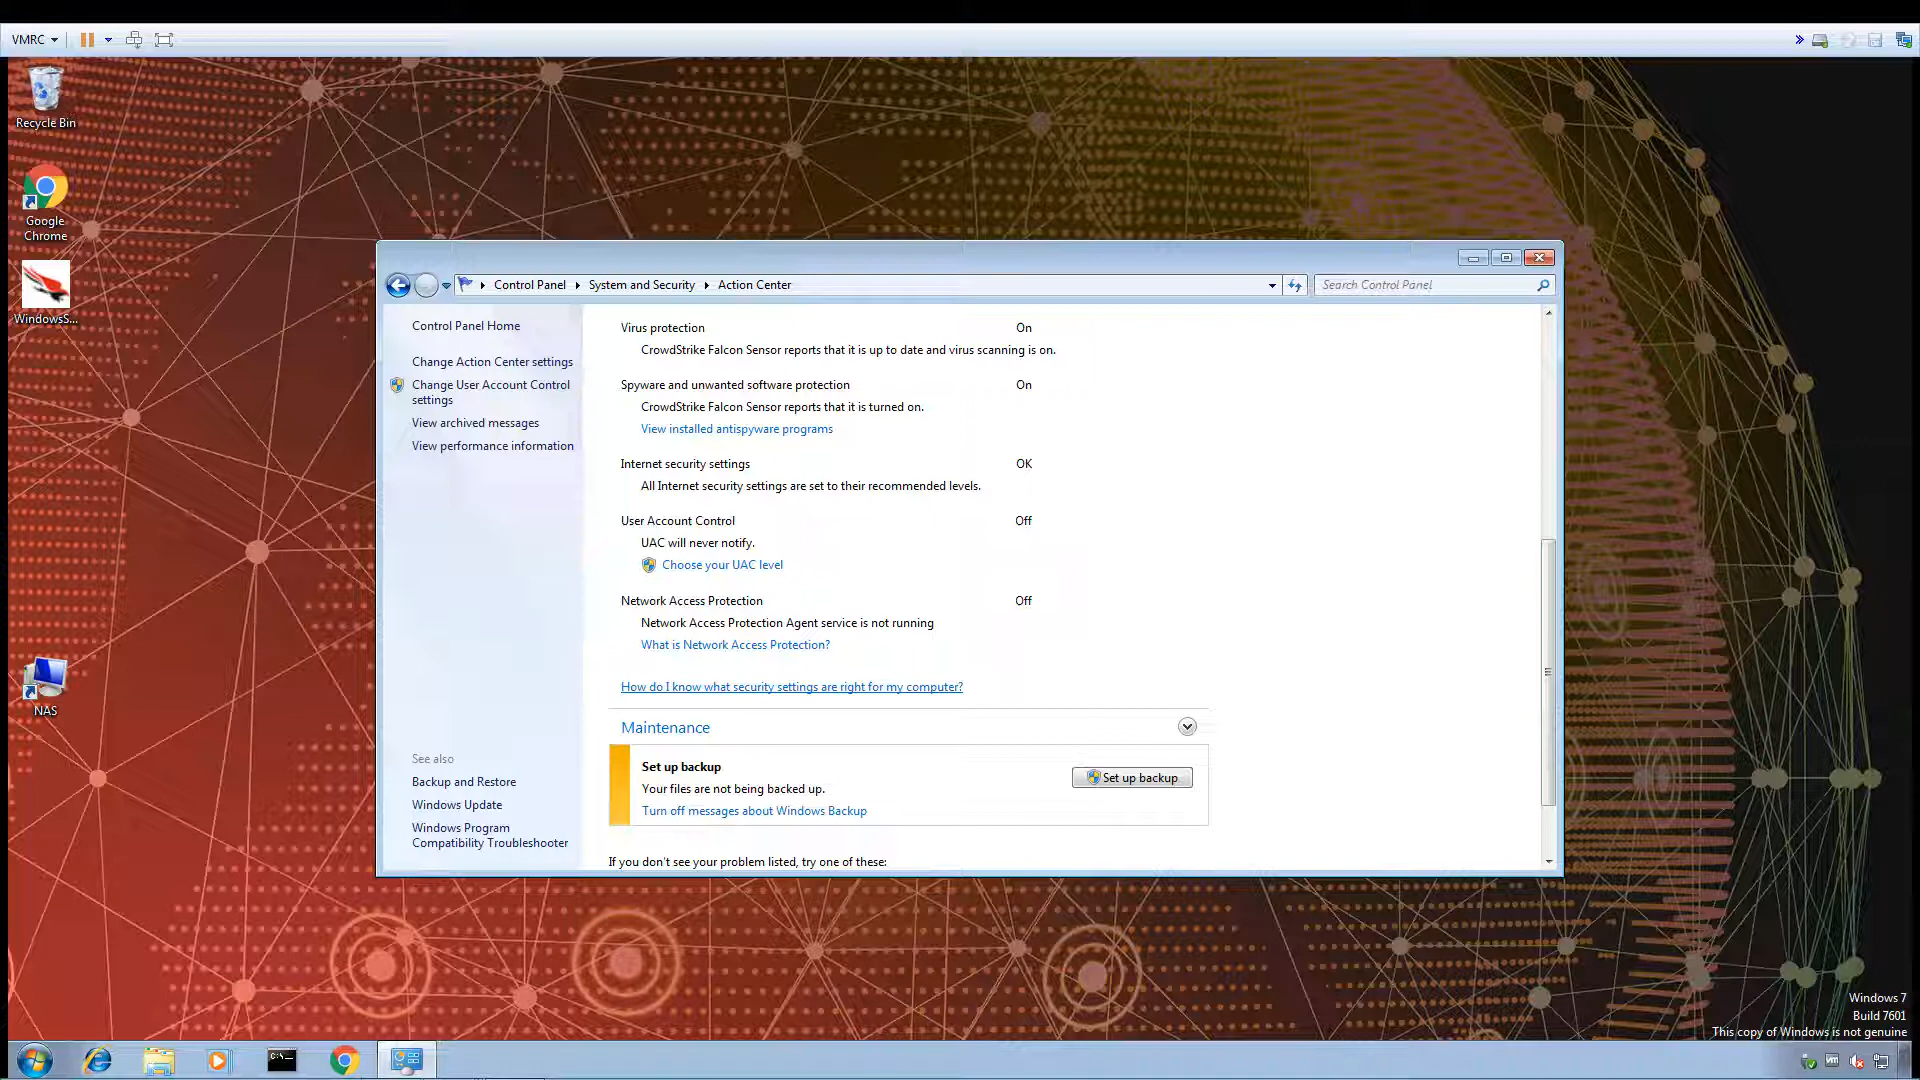 VMRC
Recycle Bin
Google
Chrome
WindowsS...
NAS
Control Panel
System and Security
Action Center
Search Control Panel
Control Panel Home
Change Action Center settings
Change User Account Control
settings
View archived messages
View performance information
See also
Backup and Restore
Windows Update
Windows Program
Compatibility Troubleshooter
Virus protection On
CrowdStrike Falcon Sensor reports that it is up to date and virus scanning is on.
Spyware and unwanted software protection On
CrowdStrike Falcon Sensor reports that it is turned on.
View installed antispyware programs
Internet security settings OK
All Internet security settings are set to their recommended levels.
User Account Control Off
UAC will never notify.
Choose your UAC level
Network Access Protection Off
Network Access Protection Agent service is not running
What is Network Access Protection?
How do I know what security settings are right for my computer?
Maintenance
Set up backup
Your files are not being backed up.
Turn off messages about Windows Backup
Set up backup
If you don't see your problem listed, try one of these:
Windows 7
Build 7601
This copy of Windows is not genuine
C:\.
vm